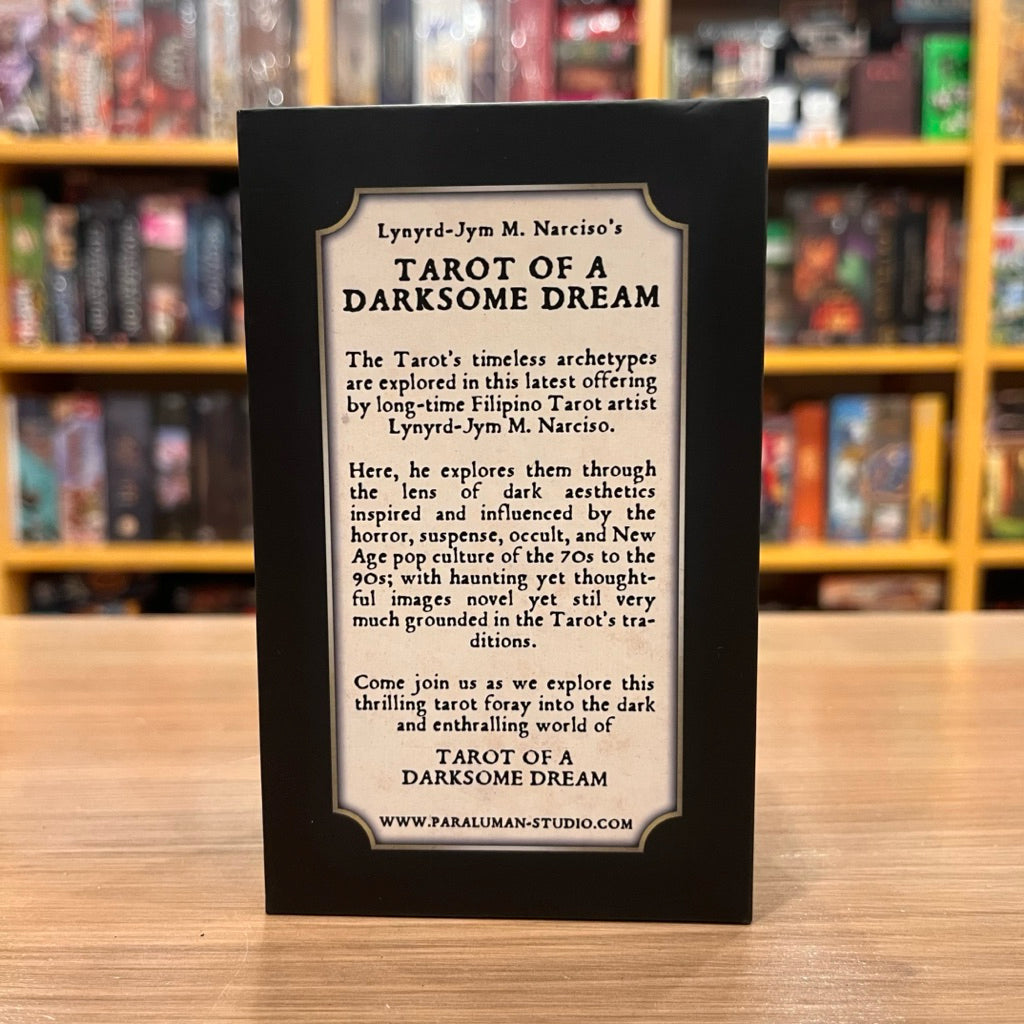 Lynyrd-Jym M. Narciso's
TAROT OF A
DARKSOME DREAM
The Tarot's timeless archetypes
are explored in this latest offering
by long-time Filipino Tarot artist
Lynyrd-Jym M. Narciso.
Here, he explores them through
the lens of dark aesthetics
inspired and influenced by the
horror, suspense, occult, and New
Age pop culture of the 70s to the
90s; with haunting yet thought-
ful images novel yet stil very
much grounded in the Tarot's tra-
ditions.
Come join us as we explore this
thrilling tarot foray into the dark
and enthralling world of
TAROT OF A
DARKSOME DREAM
WWW.PARALUMAN-STUDIO.COM